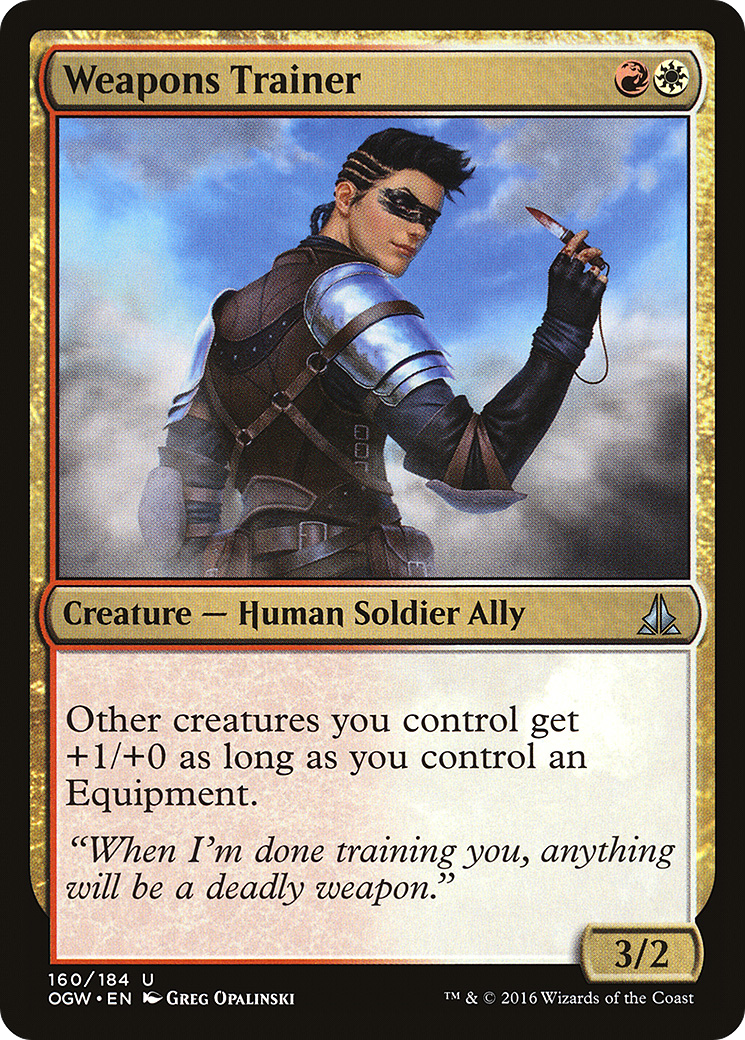 Weapons Trainer
Creature — Human Soldier Ally
Other creatures you control get
+1/+0 as long as you control an
Equipment.
“When I’m done training you, anything
will be a deadly weapon.”
3/2
160/184 U
OGW • EN Greg Opalinski
™ & © 2016 Wizards of the Coast